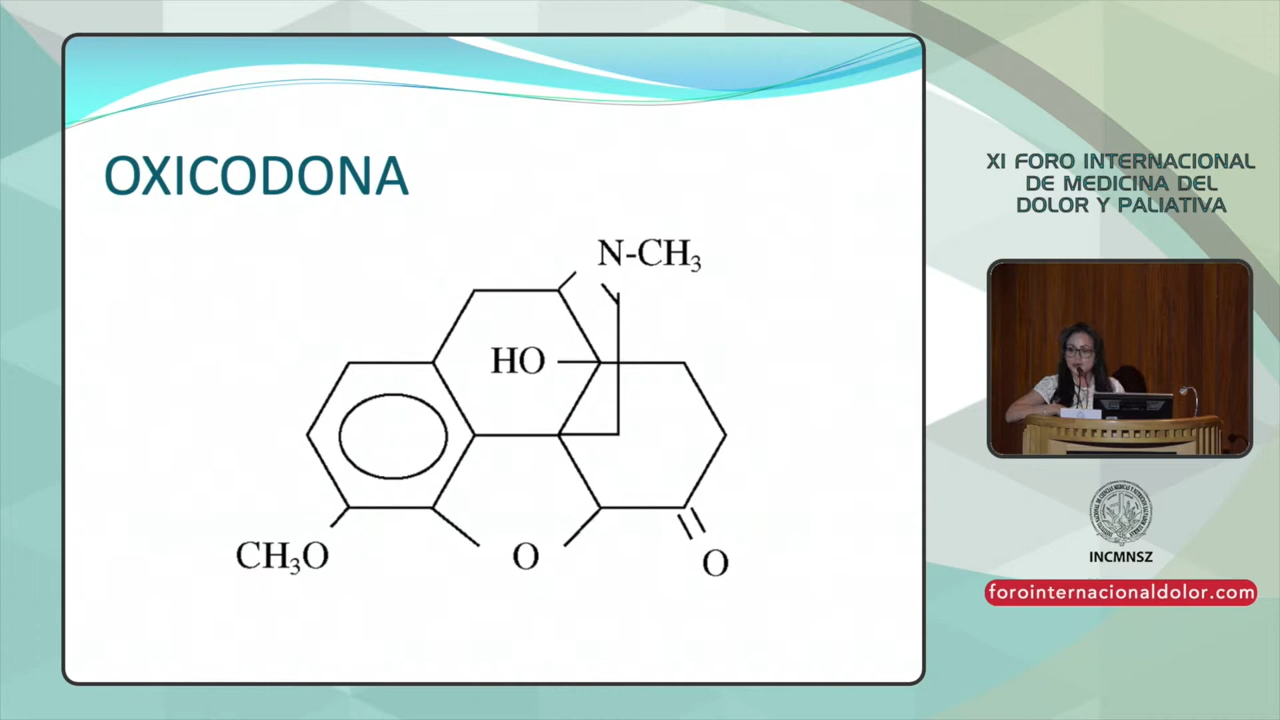 OXICODONA
N-CH₃
HO
CH₃O
O
O
XI FORO INTERNACIONAL
DE MEDICINA DEL
DOLOR Y PALIATIVA
INCMNSZ
forointernacionaldolor.com